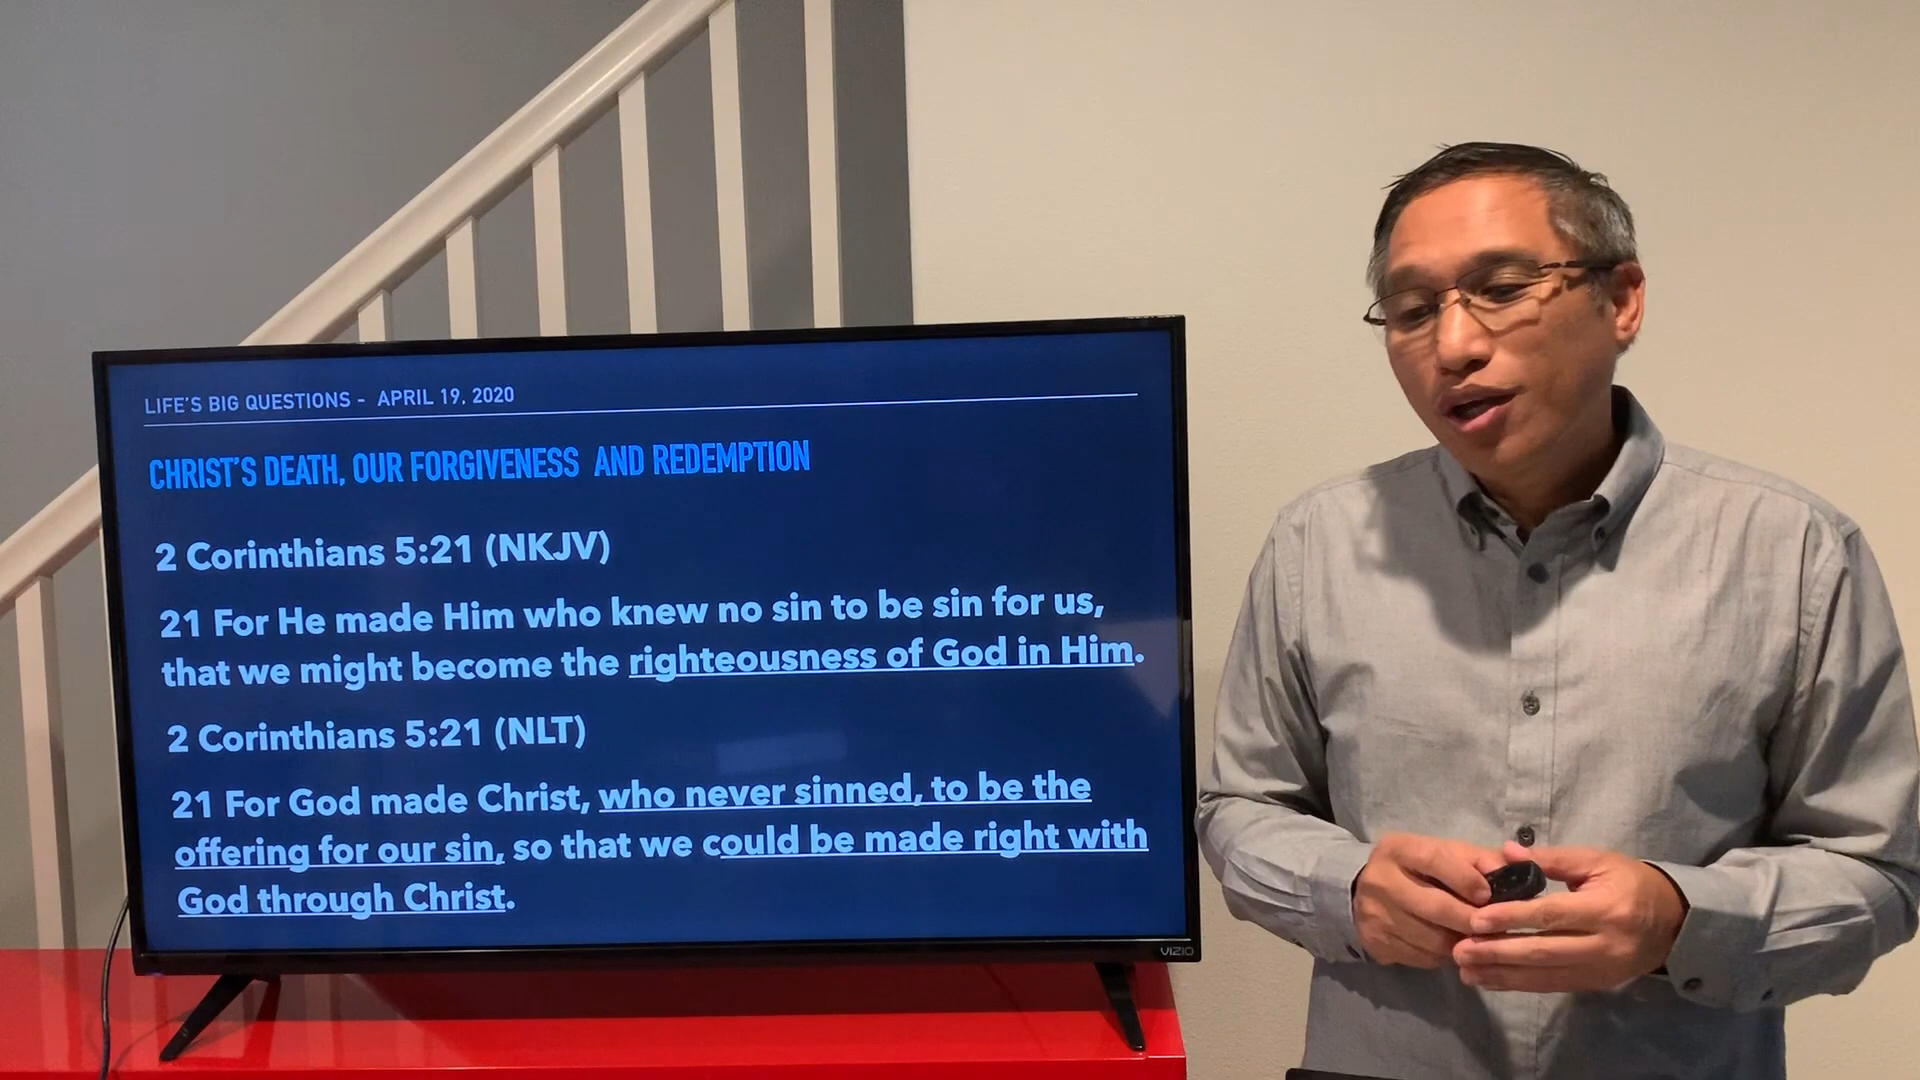 LIFE'S BIG QUESTIONS - APRIL 19, 2020
CHRIST'S DEATH, OUR FORGIVENESS AND REDEMPTION
2 Corinthians 5:21 (NKJV)
21 For He made Him who knew no sin to be sin for us,
that we might become the righteousness of God in Him.
2 Corinthians 5:21 (NLT)
21 For God made Christ, who never sinned, to be the
offering for our sin, so that we could be made right with
God through Christ.
VIZIO